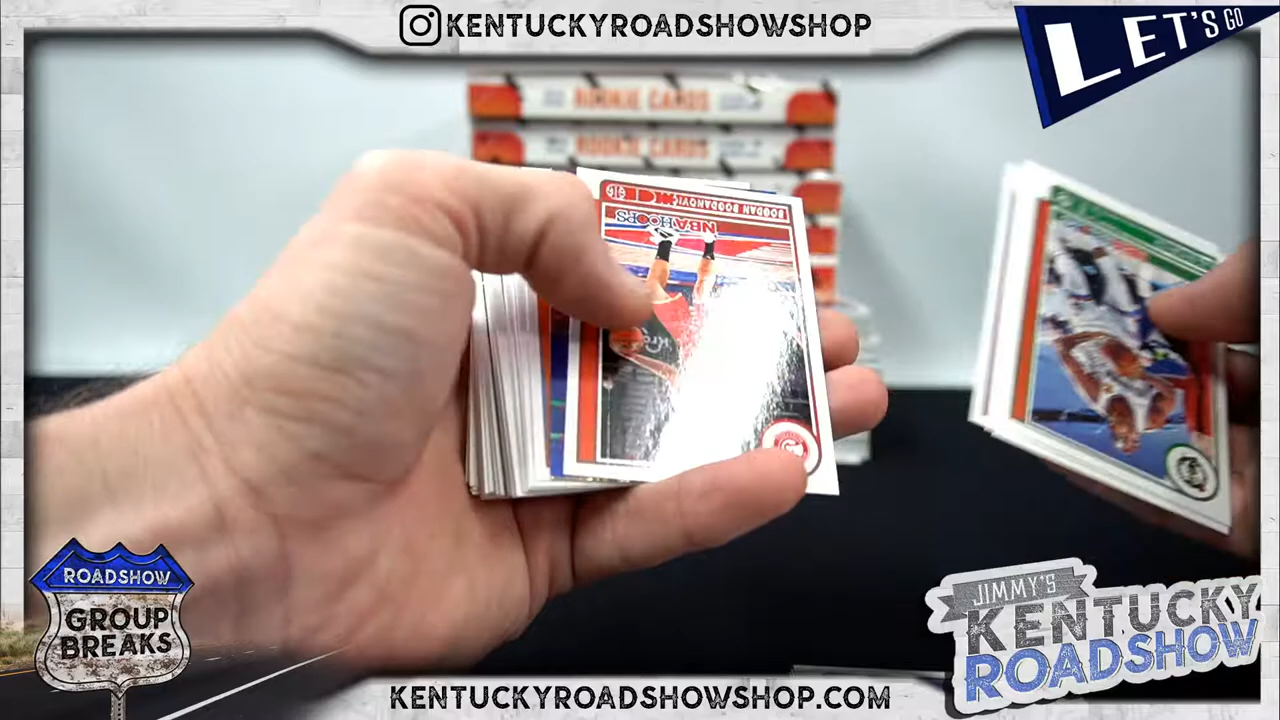 KENTUCKYROADSHOWSHOP
LET'S GO
ROOKIE CARDS
ROOKIE CARDS
BOGDAN BOGDANOVIC
NBA HOOPS
ROADSHOW
GROUP
BREAKS
JIMMY'S
KENTUCKY
ROADSHOW
KENTUCKYROADSHOWSHOP.COM